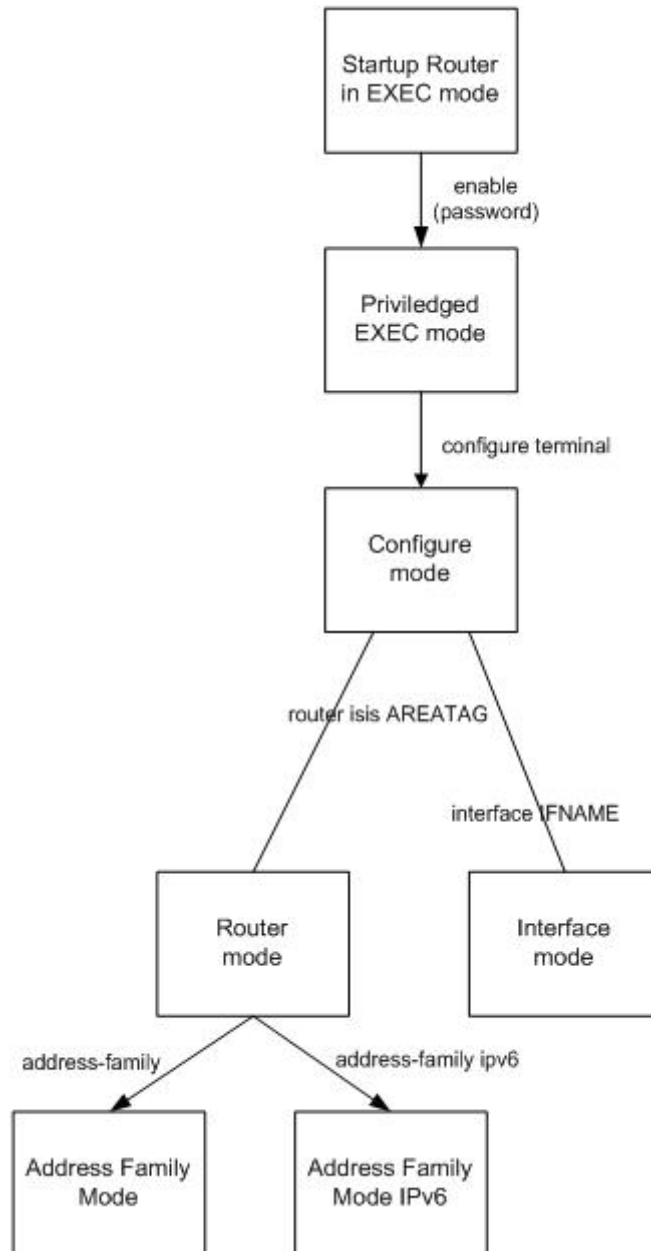 Startup Router
in EXEC mode
enable
(password)
Priviledged
EXEC mode
configure terminal
Configure
mode
router isis AREATAG
interface IFNAME
Router
mode
Interface
mode
address-family
address-family ipv6
Address Family
Mode
Address Family
Mode IPv6